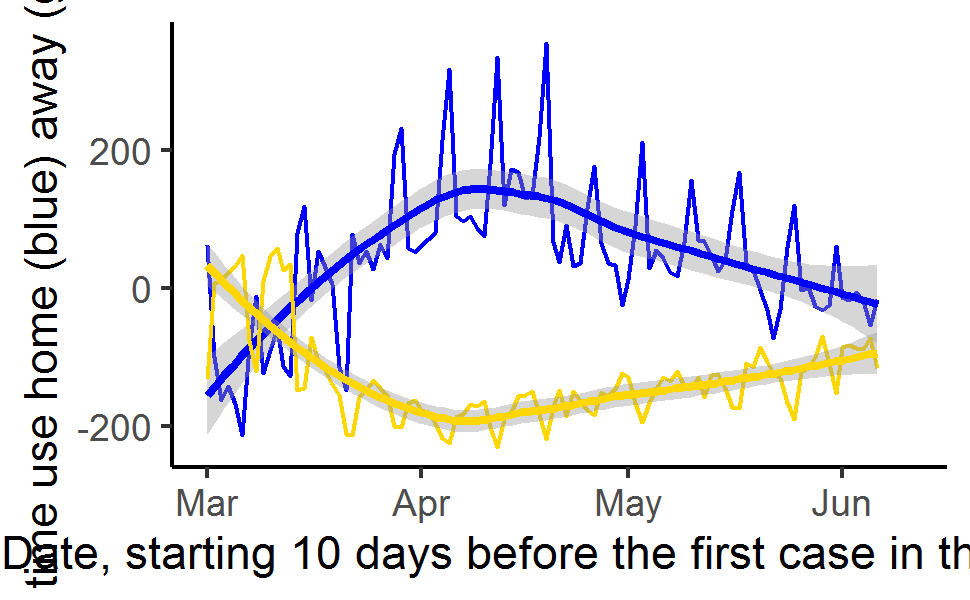 time use home (blue) away (
200
0
-200
Mar Apr May Jun
Date, starting 10 days before the first case in th